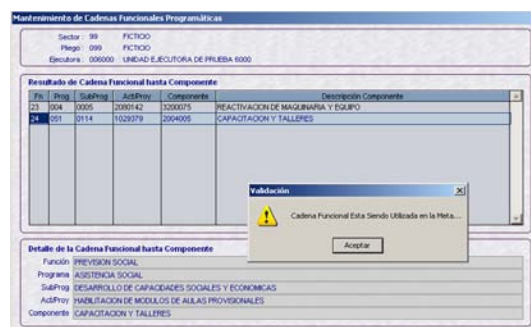 Mantenimiento de Cadenas Funcionales Programáticas
Sector: 99 FICTICIO
Pliego: 099 FICTICIO
Ejecutora: 006000 UNIDAD EJECUTORA DE PRUEBA 6000
Resultado de Cadena Funcional hasta Componente
Fn Prog SubProg Act/Proy Componente Descripción Componente
23 004 0005 2080142 3200075 REACTIVACION DE MAQUINARIA Y EQUIPO
24 051 0114 1029379 2004005 CAPACITACION Y TALLERES
Validación
Cadena Funcional Esta Siendo Utilizada en la Meta....
Aceptar
Detalle de la Cadena Funcional hasta Componente
Función PREVISION SOCIAL
Programa ASISTENCIA SOCIAL
SubProg DESARROLLO DE CAPACIDADES SOCIALES Y ECONOMICAS
Act/Proy HABILITACION DE MODULOS DE AULAS PROVISIONALES
Componente CAPACITACION Y TALLERES